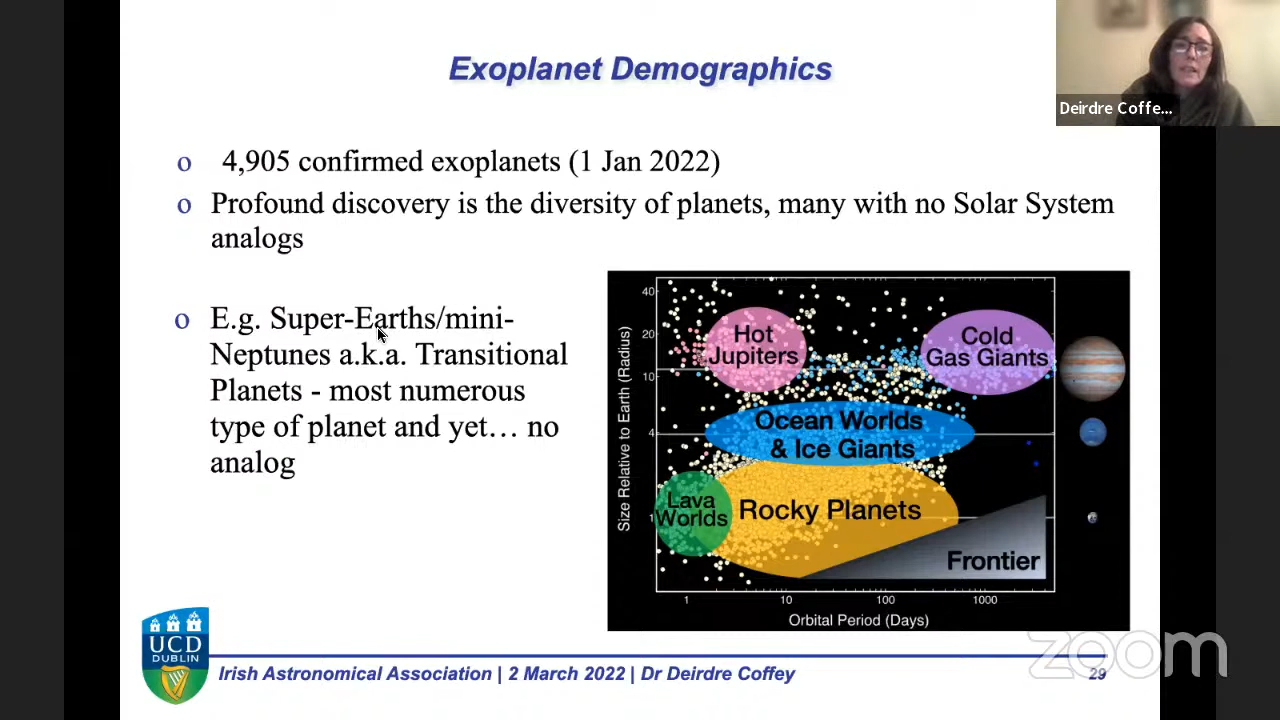 Exoplanet Demographics
Deirdre Coffe...
o 4,905 confirmed exoplanets (1 Jan 2022)
o Profound discovery is the diversity of planets, many with no Solar System
analogs
o E.g. Super-Earths/mini-
Neptunes a.k.a. Transitional
Planets - most numerous
type of planet and yet… no
analog
Size Relative to Earth (Radius)
40
20
10
4
1
Hot
Jupiters
Cold
Gas Giants
Ocean Worlds
& Ice Giants
Lava
Worlds
Rocky Planets
Frontier
1 10 100 1000
Orbital Period (Days)
UCD
DUBLIN
Irish Astronomical Association | 2 March 2022 | Dr Deirdre Coffey
29
zoom